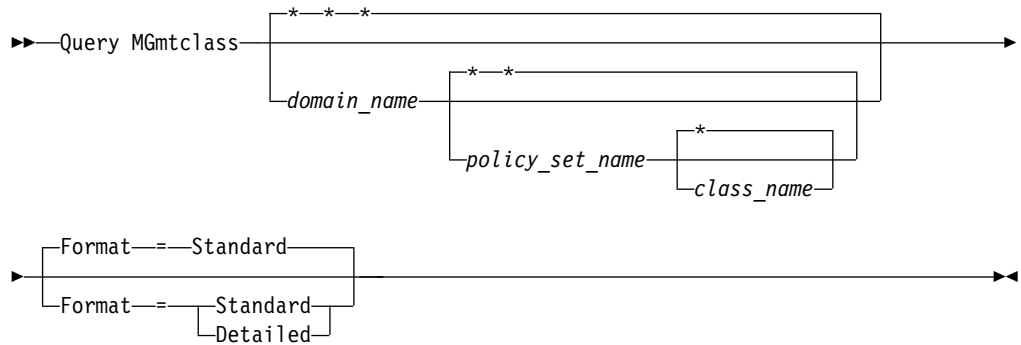 * * *
Query MGmtclass
* *
domain_name
*
policy_set_name
class_name
Format = Standard
Format = Standard
Detailed